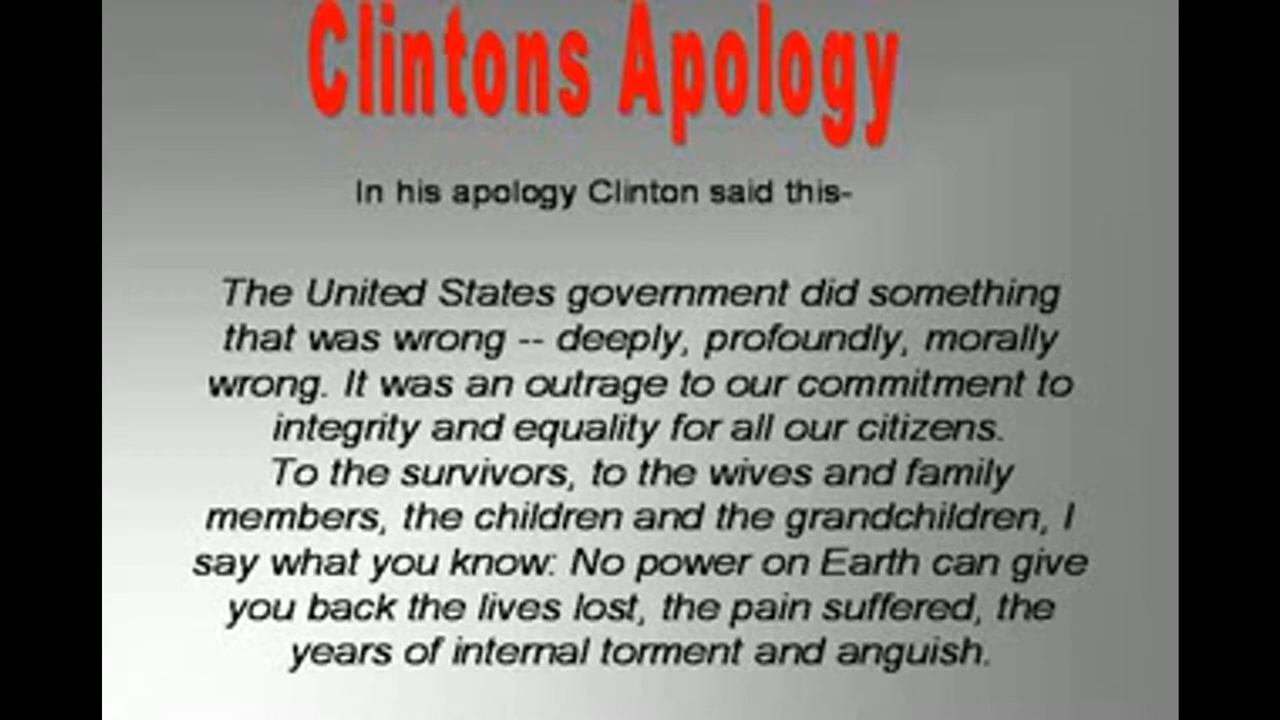 Clintons Apology
In his apology Clinton said this-
The United States government did something
that was wrong -- deeply, profoundly, morally
wrong. It was an outrage to our commitment to
integrity and equality for all our citizens.
To the survivors, to the wives and family
members, the children and the grandchildren, I
say what you know: No power on Earth can give
you back the lives lost, the pain suffered, the
years of internal torment and anguish.